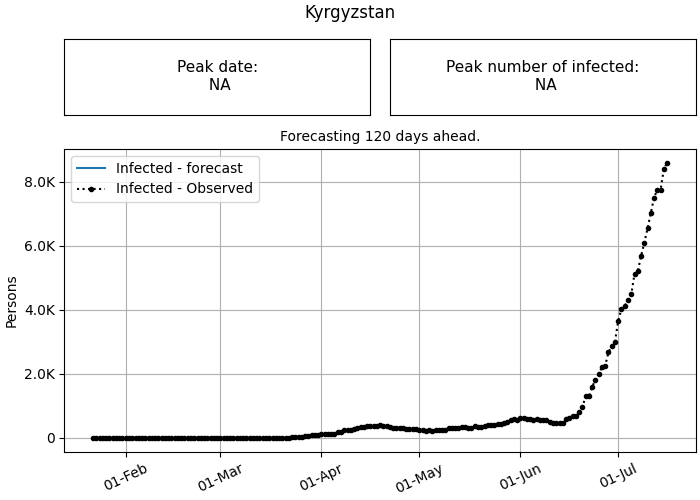 Kyrgyzstan
Peak date:
NA
Peak number of infected:
NA
Forecasting 120 days ahead.
Infected - forecast
Infected - Observed
8.0K
6.0K
4.0K
2.0K
0
Persons
01-Feb
01-Mar
01-Apr
01-May
01-Jun
01-Jul